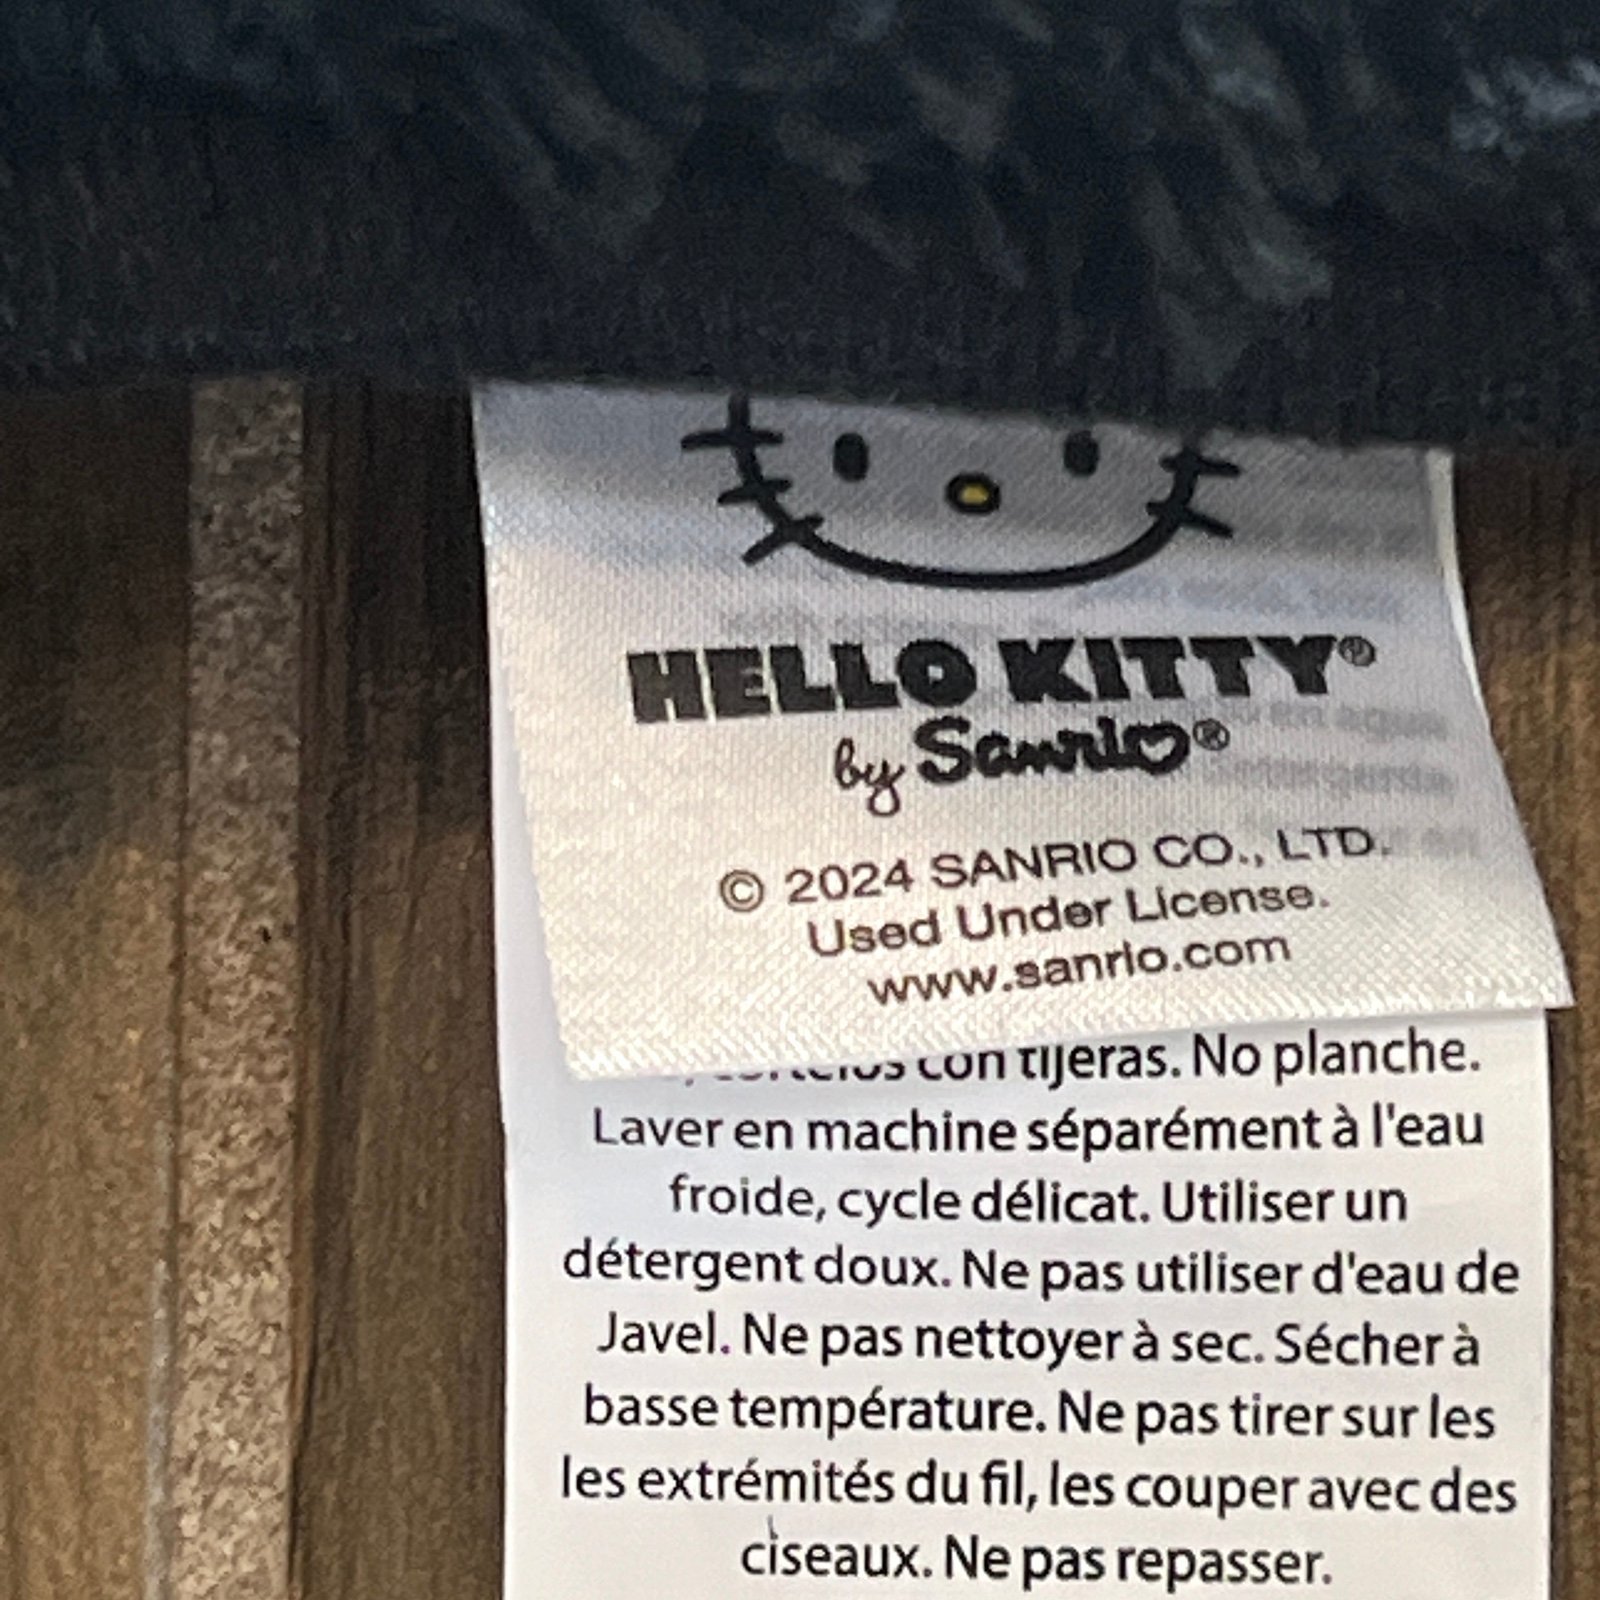 HELLO KITTY®
by Sanrio®
© 2024 SANRIO CO., LTD.
Used Under License.
www.sanrio.com
con tijeras. No planche.
Laver en machine séparément à l'eau
froide, cycle délicat. Utiliser un
détergent doux. Ne pas utiliser d'eau de
Javel. Ne pas nettoyer à sec. Sécher à
basse température. Ne pas tirer sur les
les extrémités du fil, les couper avec des
ciseaux. Ne pas repasser.